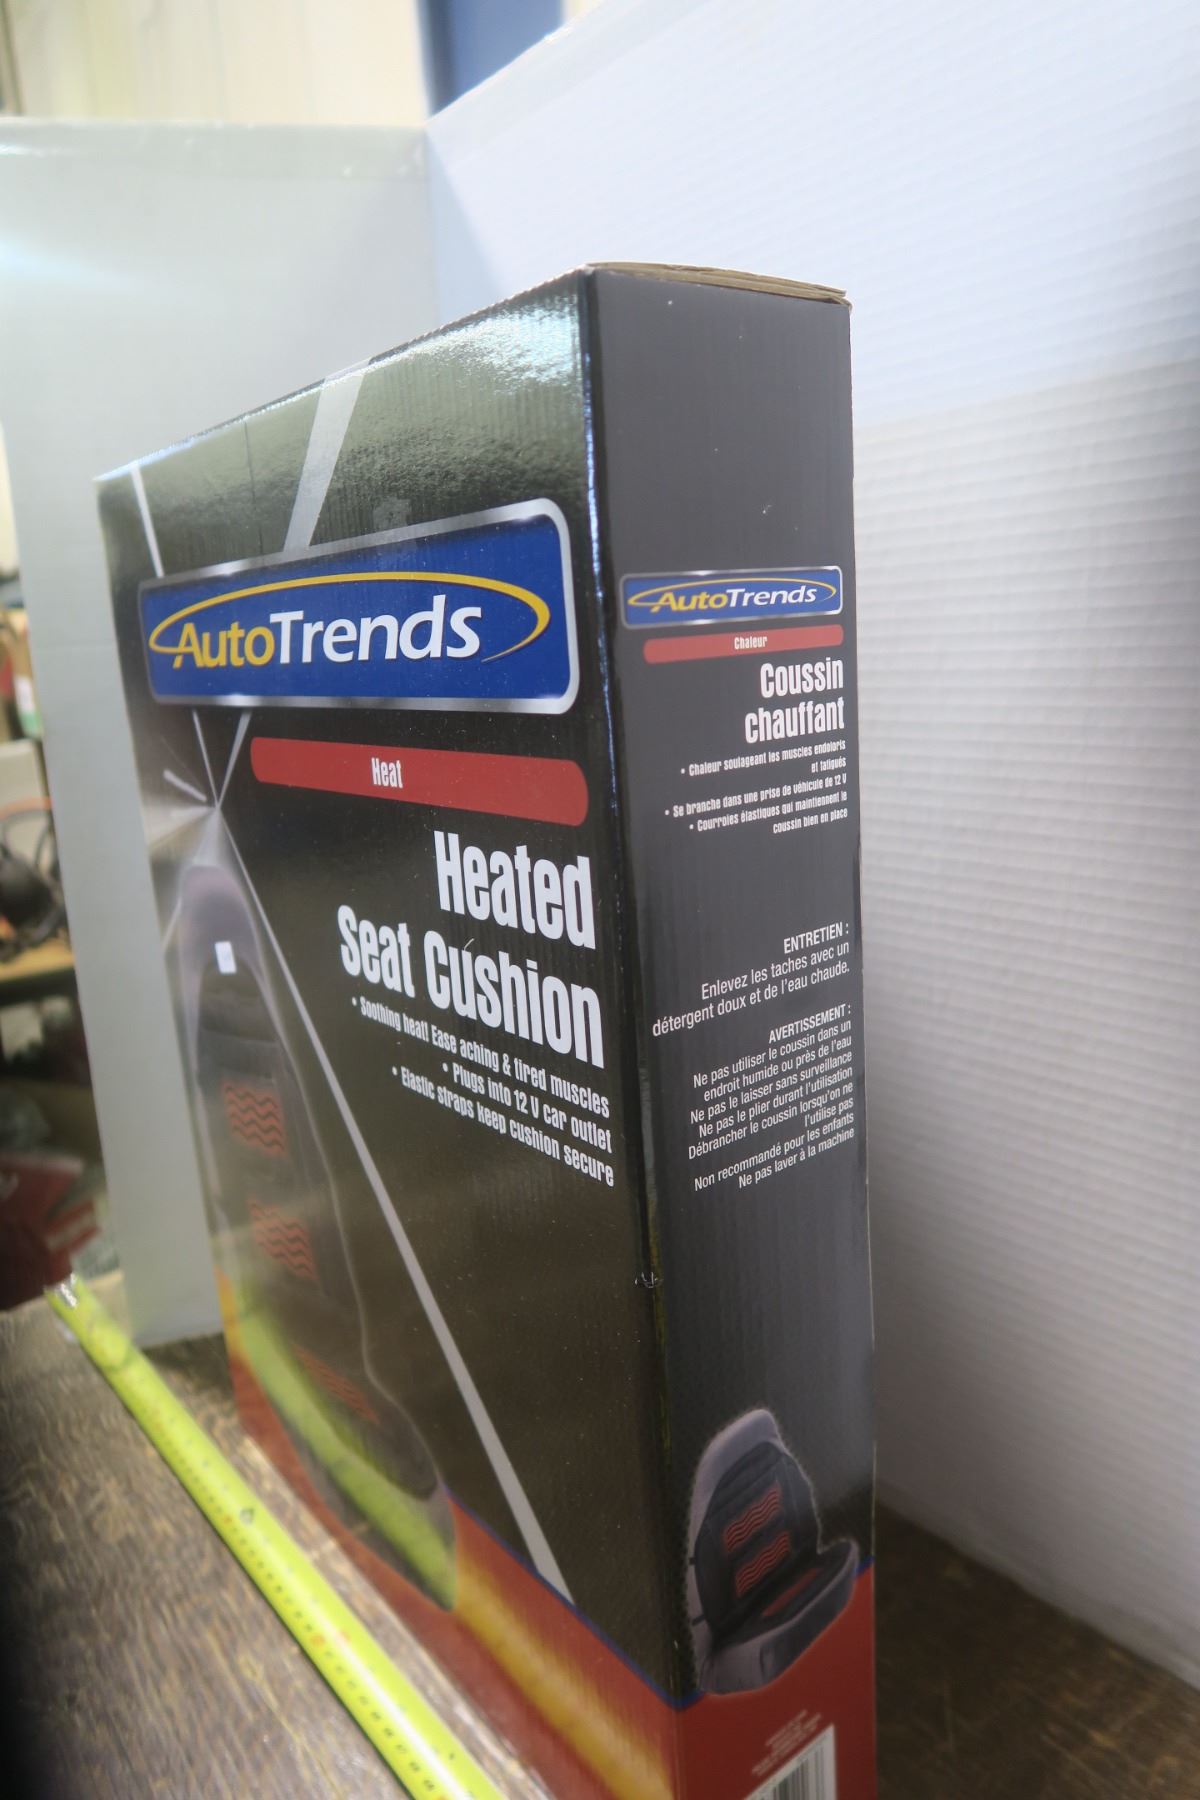 AutoTrends
Heat
Heated
Seat Cushion
• Soothing heat! Ease aching & tired muscles
• Plugs into 12 V car outlet
• Elastic straps keep cushion secure
AutoTrends
Chaleur
Coussin
chauffant
• Chaleur soulageant les muscles endoloris
et fatigués
• Se branche dans une prise de véhicule de 12 V
• Courroies élastiques qui maintiennent le
coussin bien en place
ENTRETIEN :
Enlevez les taches avec un
détergent doux et de l'eau chaude.
AVERTISSEMENT :
Ne pas utiliser le coussin dans un
endroit humide ou près de l'eau
Ne pas le laisser sans surveillance
Ne pas le plier durant l'utilisation
Débrancher le coussin lorsqu'on ne
l'utilise pas
Non recommandé pour les enfants
Ne pas laver à la machine